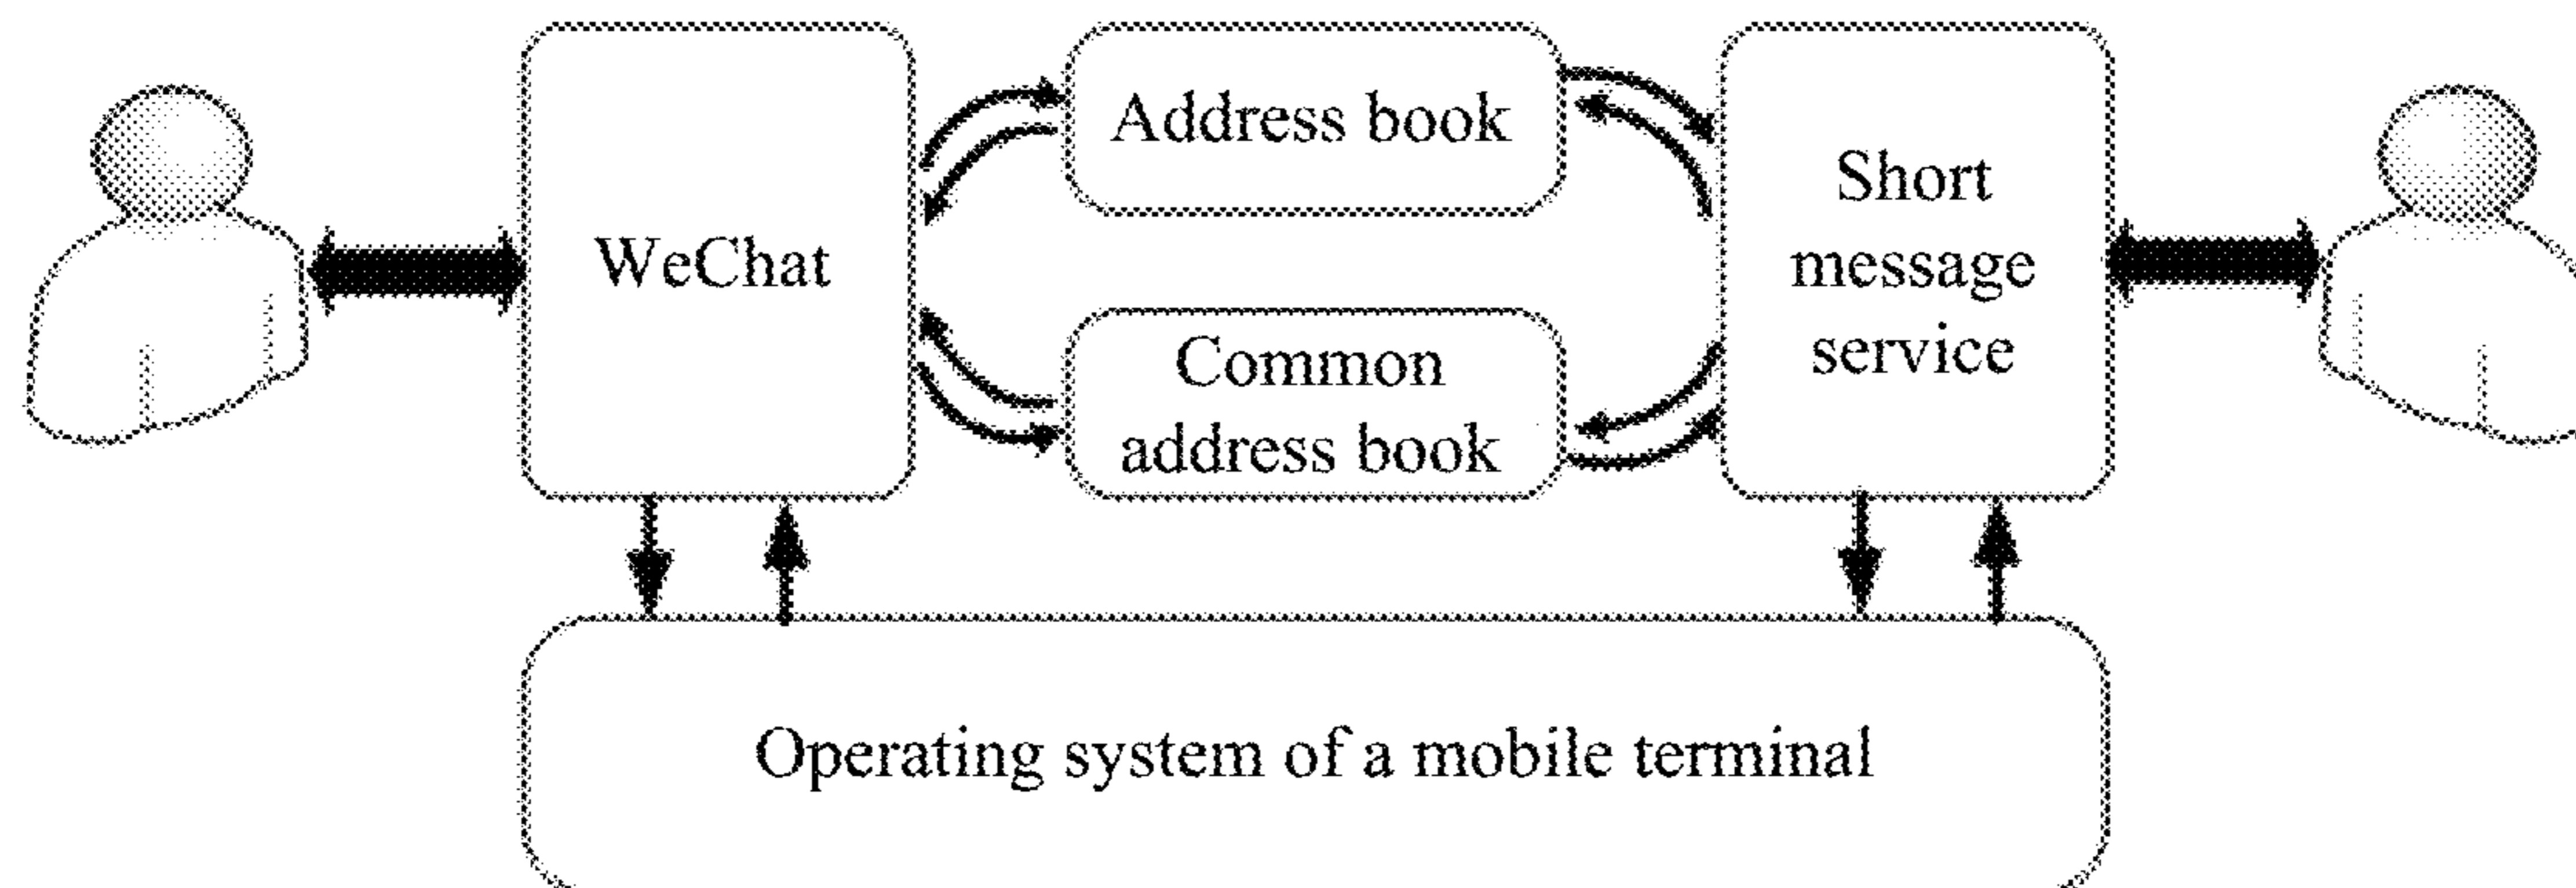 WeChat
Address book
Common
address book
Short
message
service
Operating system of a mobile terminal